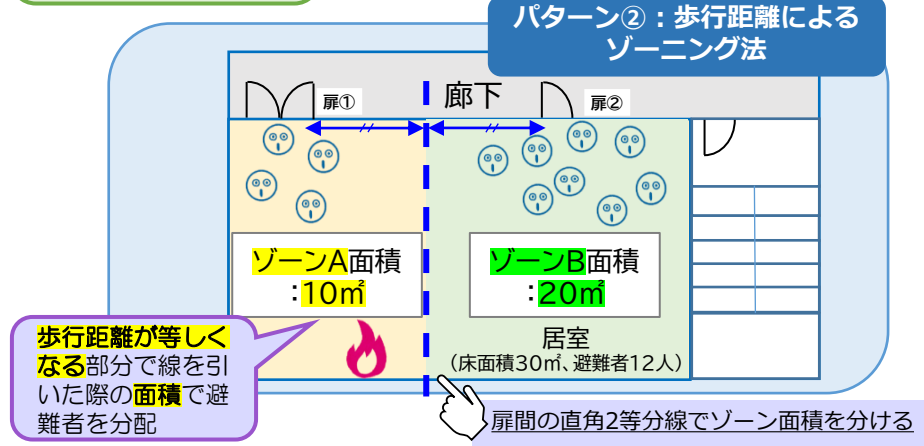 パターン②：歩行距離による
ゾーニング法
廊下
扉①
扉②
ゾーンA面積
：10㎡
ゾーンB面積
：20㎡
居室
（床面積30㎡、避難者12人）
歩行距離が等しく
なる部分で線を引
いた際の面積で避
難者を分配
扉間の直角2等分線でゾーン面積を分ける